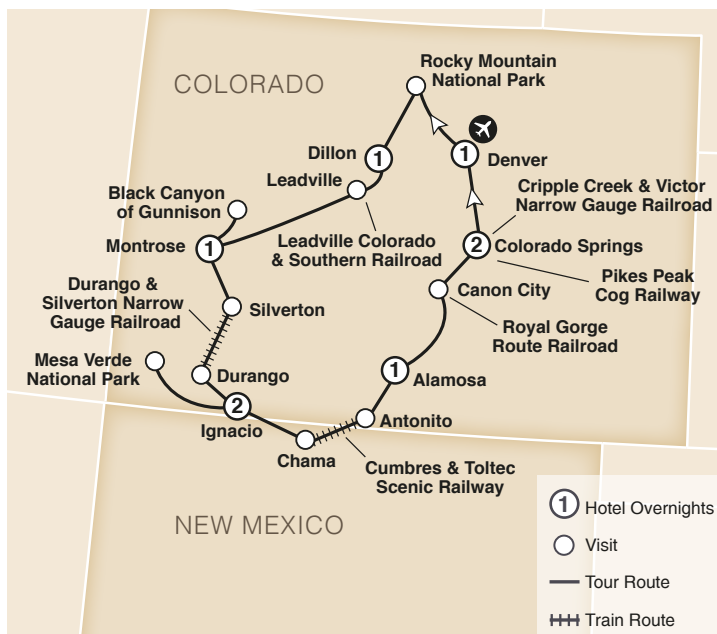 Rocky Mountain
National Park
COLORADO
Dillon
1
1
Denver
Leadville
Cripple Creek & Victor
Narrow Gauge Railroad
Black Canyon
of Gunnison
Montrose
1
Leadville Colorado
& Southern Railroad
2
Colorado Springs
Pikes Peak
Cog Railway
Durango &
Silverton Narrow
Gauge Railroad
Silverton
Canon City
Royal Gorge
Route Railroad
Mesa Verde
National Park
Durango
1
Alamosa
2
Ignacio
Antonito
Chama
Cumbres & Toltec
Scenic Railway
NEW MEXICO
1 Hotel Overnights
Visit
Tour Route
Train Route